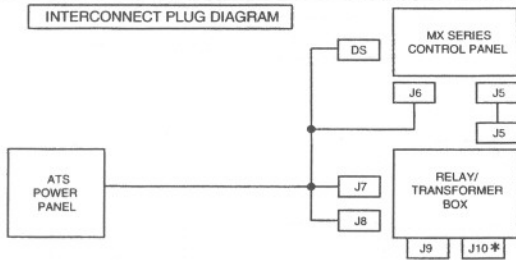 INTERCONNECT PLUG DIAGRAM
MX SERIES
CONTROL PANEL
DS
J6
J5
J5
ATS
POWER
PANEL
RELAY/
TRANSFORMER
BOX
J7
J8
J9
J10*